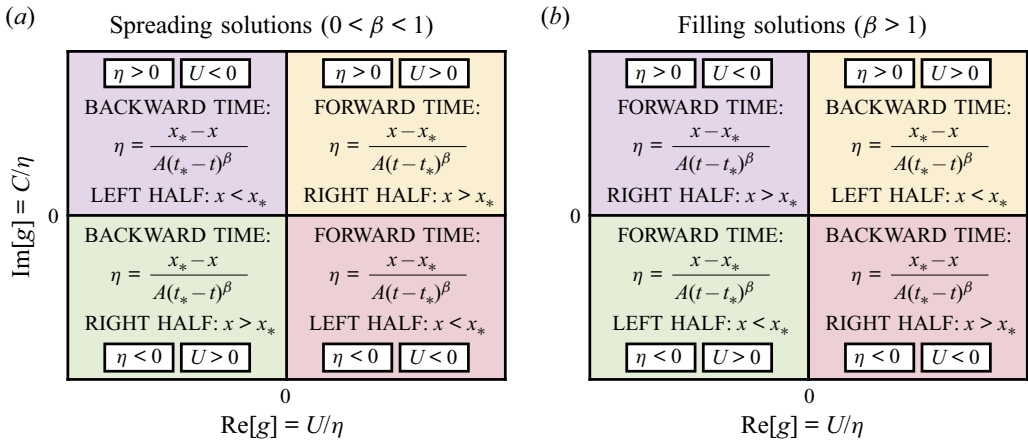 (a) Spreading solutions (0 < β < 1)
η > 0 U < 0
BACKWARD TIME:
η = (x* − x) / (A(t* − t)^β)
LEFT HALF: x < x*
η > 0 U > 0
FORWARD TIME:
η = (x − x*) / (A(t − t*)^β)
RIGHT HALF: x > x*
0
BACKWARD TIME:
η = (x* − x) / (A(t* − t)^β)
RIGHT HALF: x > x*
η < 0 U > 0
FORWARD TIME:
η = (x − x*) / (A(t − t*)^β)
LEFT HALF: x < x*
η < 0 U < 0
0
Im[g] = C/η
Re[g] = U/η
(b) Filling solutions (β > 1)
η > 0 U < 0
FORWARD TIME:
η = (x − x*) / (A(t − t*)^β)
RIGHT HALF: x > x*
η > 0 U > 0
BACKWARD TIME:
η = (x* − x) / (A(t* − t)^β)
LEFT HALF: x < x*
0
FORWARD TIME:
η = (x − x*) / (A(t − t*)^β)
LEFT HALF: x < x*
η < 0 U > 0
BACKWARD TIME:
η = (x* − x) / (A(t* − t)^β)
RIGHT HALF: x > x*
η < 0 U < 0
0
Re[g] = U/η